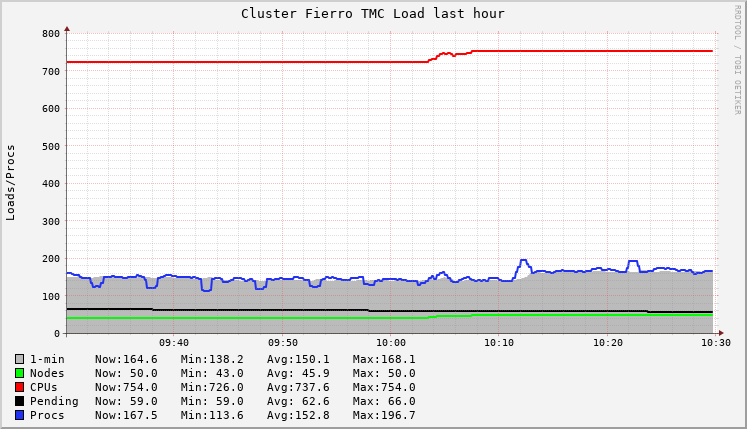 Cluster Fierro TMC Load last hour
RRDTOOL / TOBI OETIKER
Loads/Procs
800
700
600
500
400
300
200
100
0
09:40 09:50 10:00 10:10 10:20 10:30
1-min Now:164.6 Min:138.2 Avg:150.1 Max:168.1
Nodes Now: 50.0 Min: 43.0 Avg: 45.9 Max: 50.0
CPUs Now:754.0 Min:726.0 Avg:737.6 Max:754.0
Pending Now: 59.0 Min: 59.0 Avg: 62.6 Max: 66.0
Procs Now:167.5 Min:113.6 Avg:152.8 Max:196.7